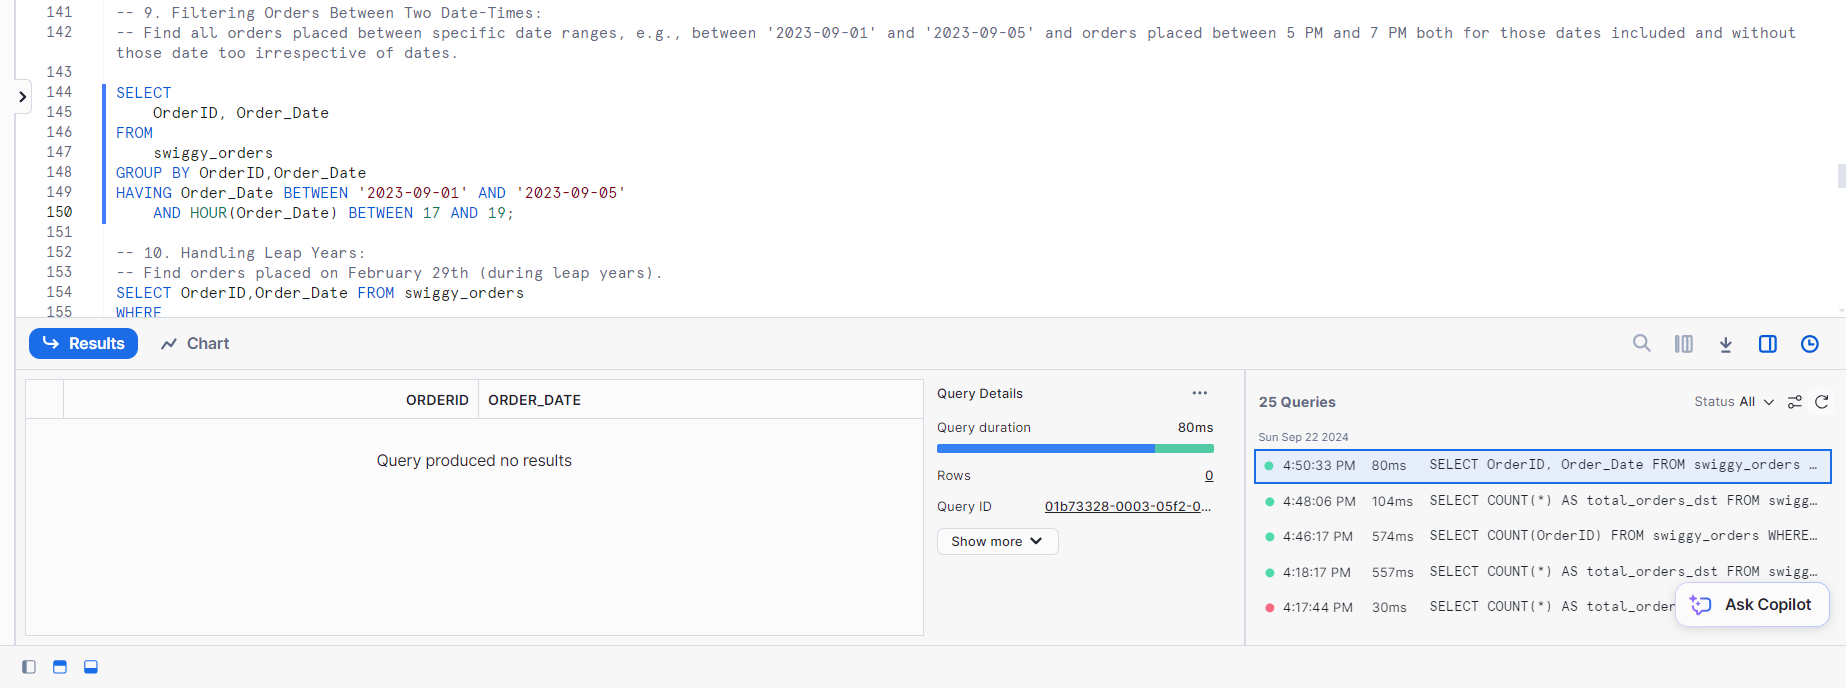 141 -- 9. Filtering Orders Between Two Date-Times:
142 -- Find all orders placed between specific date ranges, e.g., between '2023-09-01' and '2023-09-05' and orders placed between 5 PM and 7 PM both for those dates included and without
those date too irrespective of dates.
143
144 SELECT
145 OrderID, Order_Date
146 FROM
147 swiggy_orders
148 GROUP BY OrderID,Order_Date
149 HAVING Order_Date BETWEEN '2023-09-01' AND '2023-09-05'
150 AND HOUR(Order_Date) BETWEEN 17 AND 19;
151
152 -- 10. Handling Leap Years:
153 -- Find orders placed on February 29th (during leap years).
154 SELECT OrderID,Order_Date FROM swiggy_orders
155 WHERE
Results Chart
ORDERID ORDER_DATE
Query produced no results
Query Details ...
Query duration 80ms
Rows 0
Query ID 01b73328-0003-05f2-0...
Show more
25 Queries Status All
Sun Sep 22 2024
4:50:33 PM 80ms SELECT OrderID, Order_Date FROM swiggy_orders ...
4:48:06 PM 104ms SELECT COUNT(*) AS total_orders_dst FROM swigg...
4:46:17 PM 574ms SELECT COUNT(OrderID) FROM swiggy_orders WHERE...
4:18:17 PM 557ms SELECT COUNT(*) AS total_orders_dst FROM swigg...
4:17:44 PM 30ms SELECT COUNT(*) AS total_order
Ask Copilot